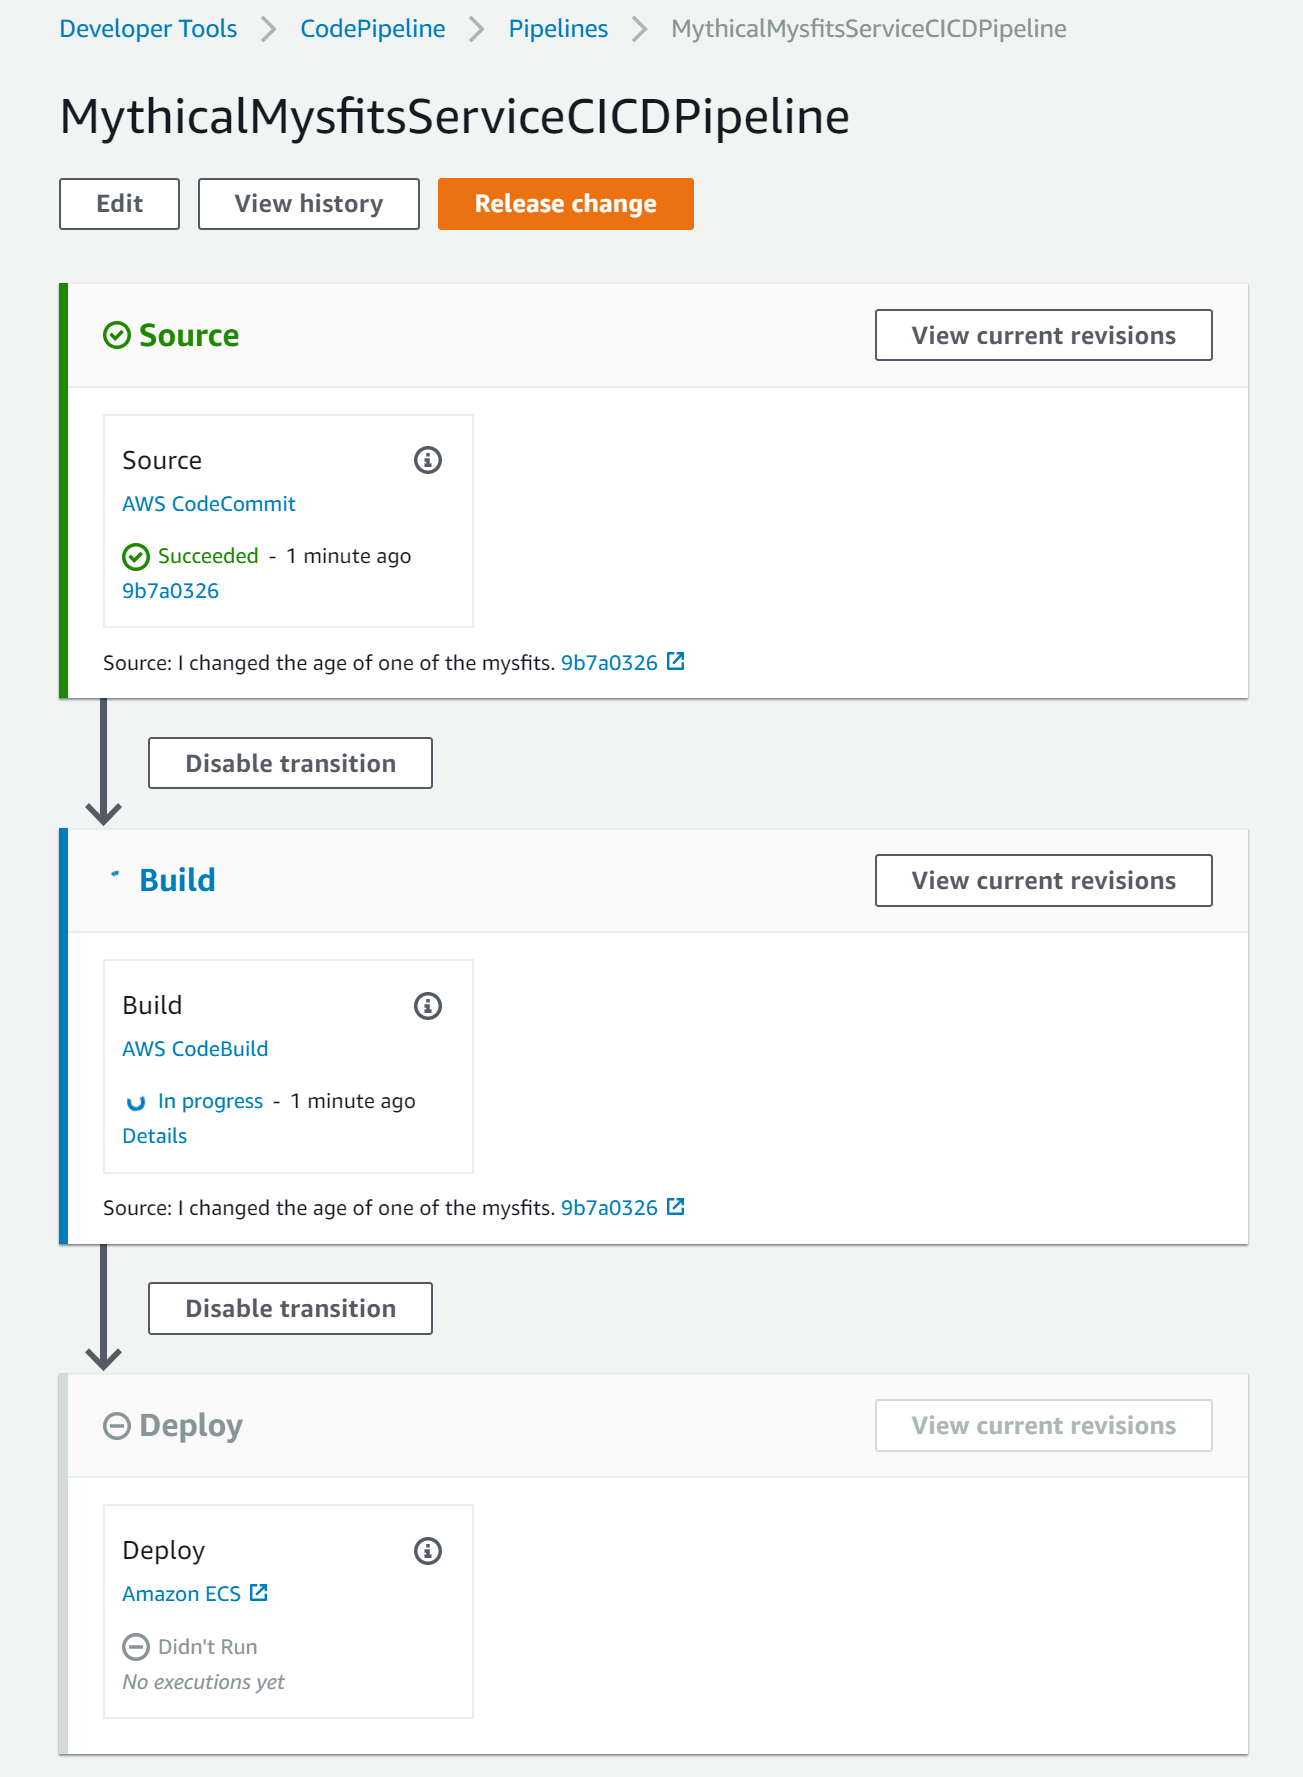 Developer Tools > CodePipeline > Pipelines > MythicalMysfitsServiceCICDPipeline
MythicalMysfitsServiceCICDPipeline
Edit View history Release change
Source View current revisions
Source
AWS CodeCommit
Succeeded - 1 minute ago
9b7a0326
Source: I changed the age of one of the mysfits. 9b7a0326
Disable transition
Build View current revisions
Build
AWS CodeBuild
In progress - 1 minute ago
Details
Source: I changed the age of one of the mysfits. 9b7a0326
Disable transition
Deploy View current revisions
Deploy
Amazon ECS
Didn't Run
No executions yet